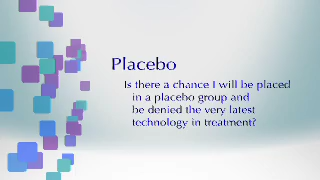 Placebo
Is there a chance I will be placed
in a placebo group and
be denied the very latest
technology in treatment?